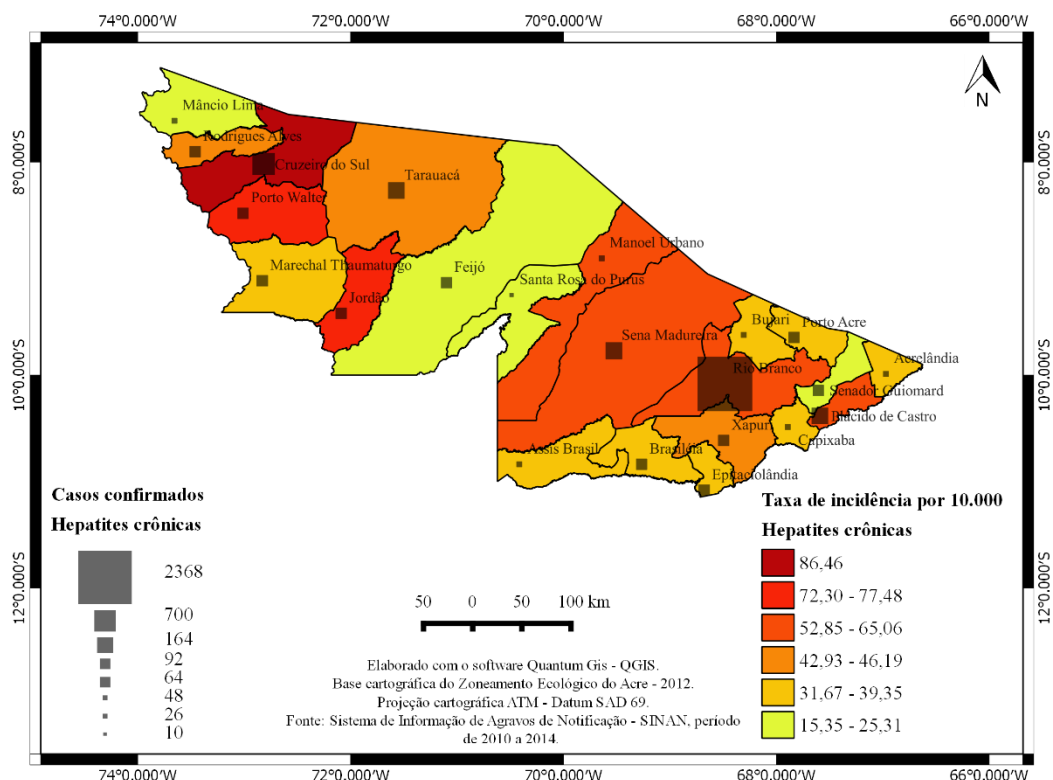 74°0.000'W 72°0.000'W 70°0.000'W 68°0.000'W 66°0.000'W
N
Mâncio Lima
Rodrigues Alves
8°0.000'S 8°0.000'S
Cruzeiro do Sul
Tarauacá
Porto Walter
Manoel Urbano
Marechal Thaumaturgo
Feijó
Santa Rosa do Purus
Jordão
Bujari
Porto Acre
Sena Madureira
Acrelândia
Rio Branco
10°0.000'S 10°0.000'S
Senador Guiomard
Plácido de Castro
Xapuri
Capixaba
Assis Brasil
Brasiléia
Epitaciolândia
Casos confirmados
Hepatites crônicas
2368
700
164
92
64
48
26
10
Taxa de incidência por 10.000
Hepatites crônicas
86,46
72,30 - 77,48
52,85 - 65,06
42,93 - 46,19
31,67 - 39,35
15,35 - 25,31
12°0.000'S 12°0.000'S
50 0 50 100 km
Elaborado com o software Quantum Gis - QGIS.
Base cartográfica do Zoneamento Ecológico do Acre - 2012.
Projeção cartográfica ATM - Datum SAD 69.
Fonte: Sistema de Informação de Agravos de Notificação - SINAN, período
de 2010 a 2014.
74°0.000'W 72°0.000'W 70°0.000'W 68°0.000'W 66°0.000'W